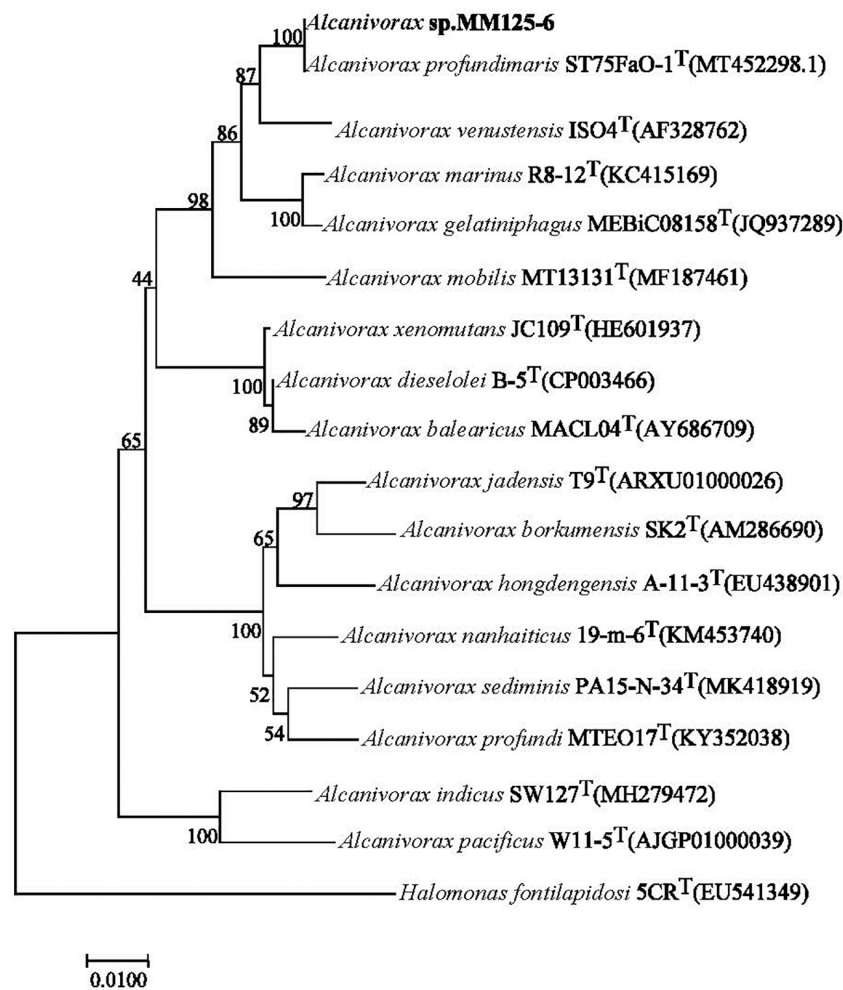 Alcanivorax sp.MM125-6
100
Alcanivorax profundimaris ST75FaO-1T(MT452298.1)
87
Alcanivorax venustensis ISO4T(AF328762)
86
Alcanivorax marinus R8-12T(KC415169)
98
100
Alcanivorax gelatiniphagus MEBiC08158T(JQ937289)
44
Alcanivorax mobilis MT13131T(MF187461)
Alcanivorax xenomutans JC109T(HE601937)
100
Alcanivorax dieselolei B-5T(CP003466)
89
Alcanivorax balearicus MACL04T(AY686709)
65
Alcanivorax jadensis T9T(ARXU01000026)
97
Alcanivorax borkumensis SK2T(AM286690)
65
Alcanivorax hongdengensis A-11-3T(EU438901)
100
Alcanivorax nanhaiticus 19-m-6T(KM453740)
52
Alcanivorax sediminis PA15-N-34T(MK418919)
54
Alcanivorax profundi MTEO17T(KY352038)
Alcanivorax indicus SW127T(MH279472)
100
Alcanivorax pacificus W11-5T(AJGP01000039)
Halomonas fontilapidosi 5CRT(EU541349)
0.0100